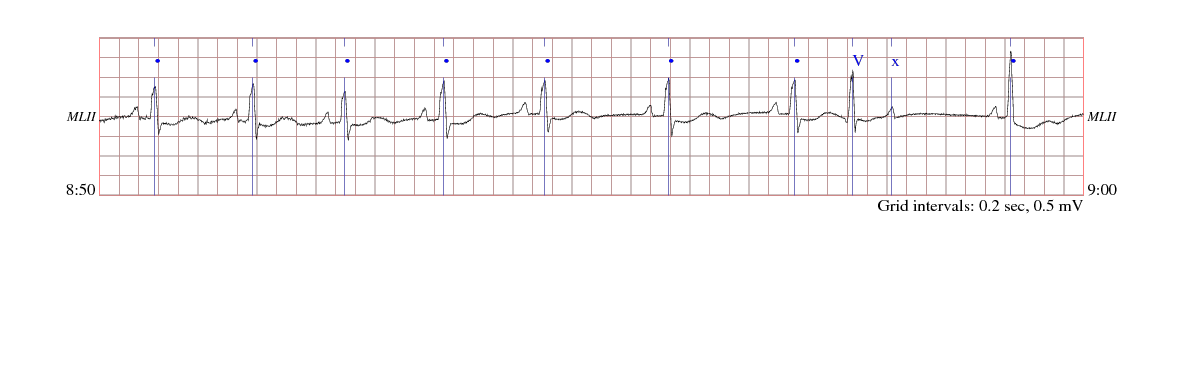 V x
MLII MLII
8:50 9:00
Grid intervals: 0.2 sec, 0.5 mV